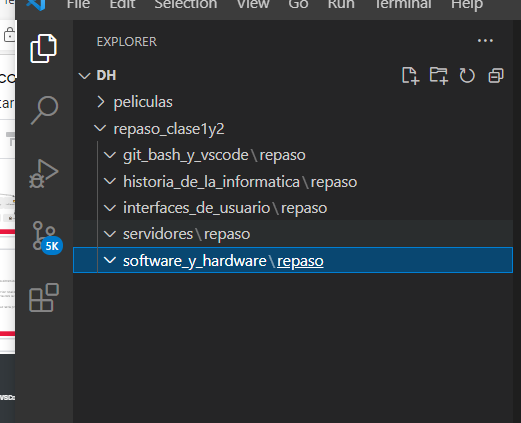 File Edit Selection View Go Run Terminal Help
EXPLORER
DH
peliculas
repaso_clase1y2
git_bash_y_vscode\repaso
historia_de_la_informatica\repaso
interfaces_de_usuario\repaso
servidores\repaso
5K
software_y_hardware\repaso